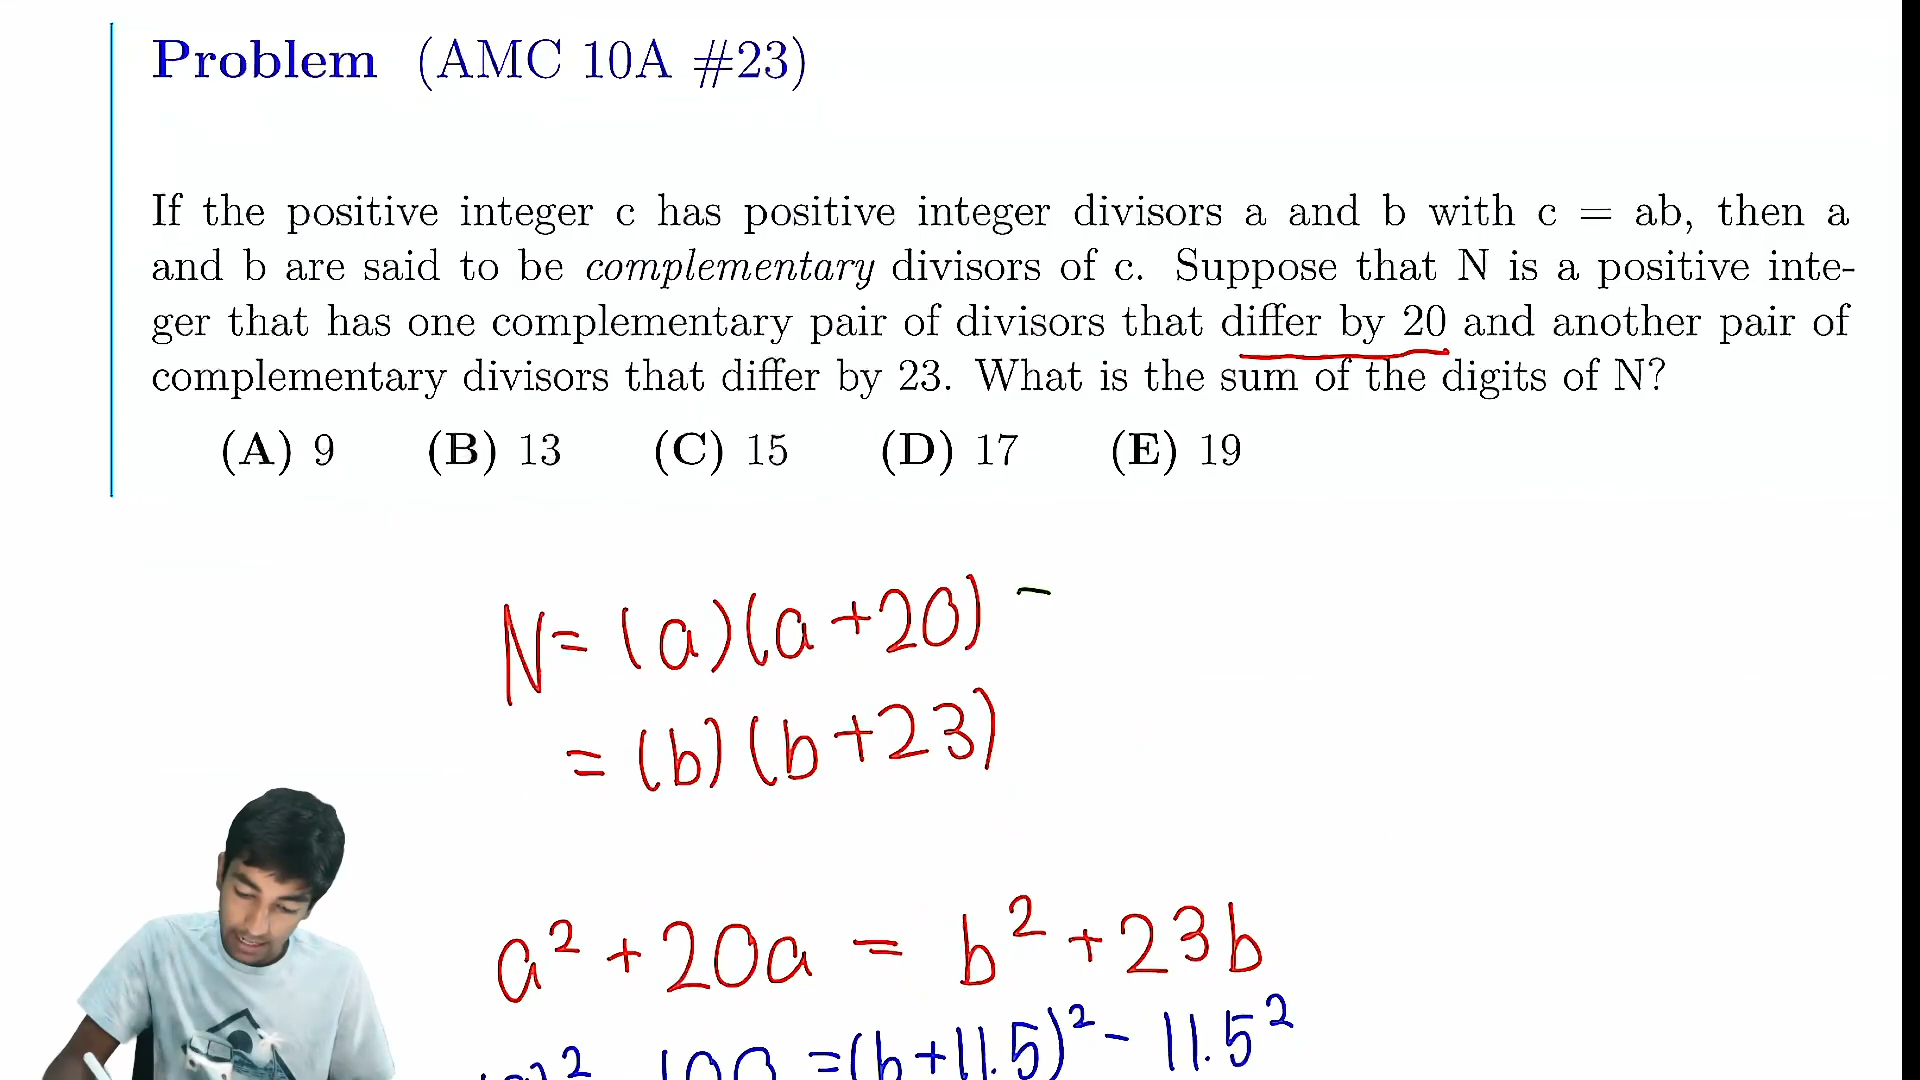 Problem (AMC 10A #23)
If the positive integer c has positive integer divisors a and b with c = ab, then a
and b are said to be complementary divisors of c. Suppose that N is a positive inte-
ger that has one complementary pair of divisors that differ by 20 and another pair of
complementary divisors that differ by 23. What is the sum of the digits of N?
(A) 9 (B) 13 (C) 15 (D) 17 (E) 19
N = (a)(a+20) -
= (b)(b+23)
a² + 20a = b² + 23b
100 = (b+11.5)² - 11.5²